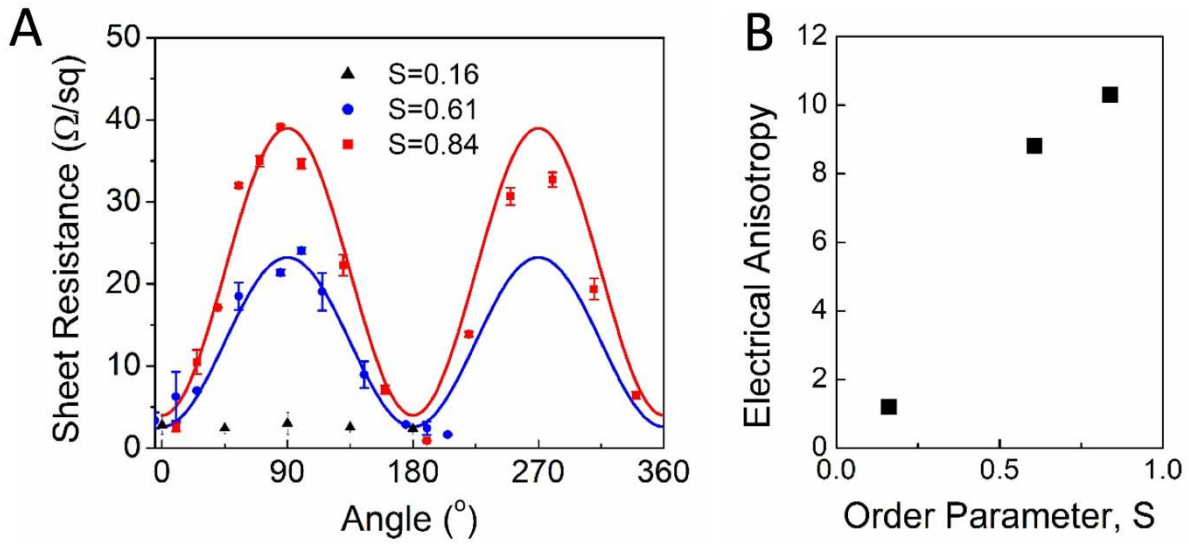 A
50
40
30
20
10
0
Sheet Resistance (Ω/sq)
S=0.16
S=0.61
S=0.84
0 90 180 270 360
Angle (°)
B
12
10
8
6
4
2
0
Electrical Anisotropy
0.0 0.5 1.0
Order Parameter, S